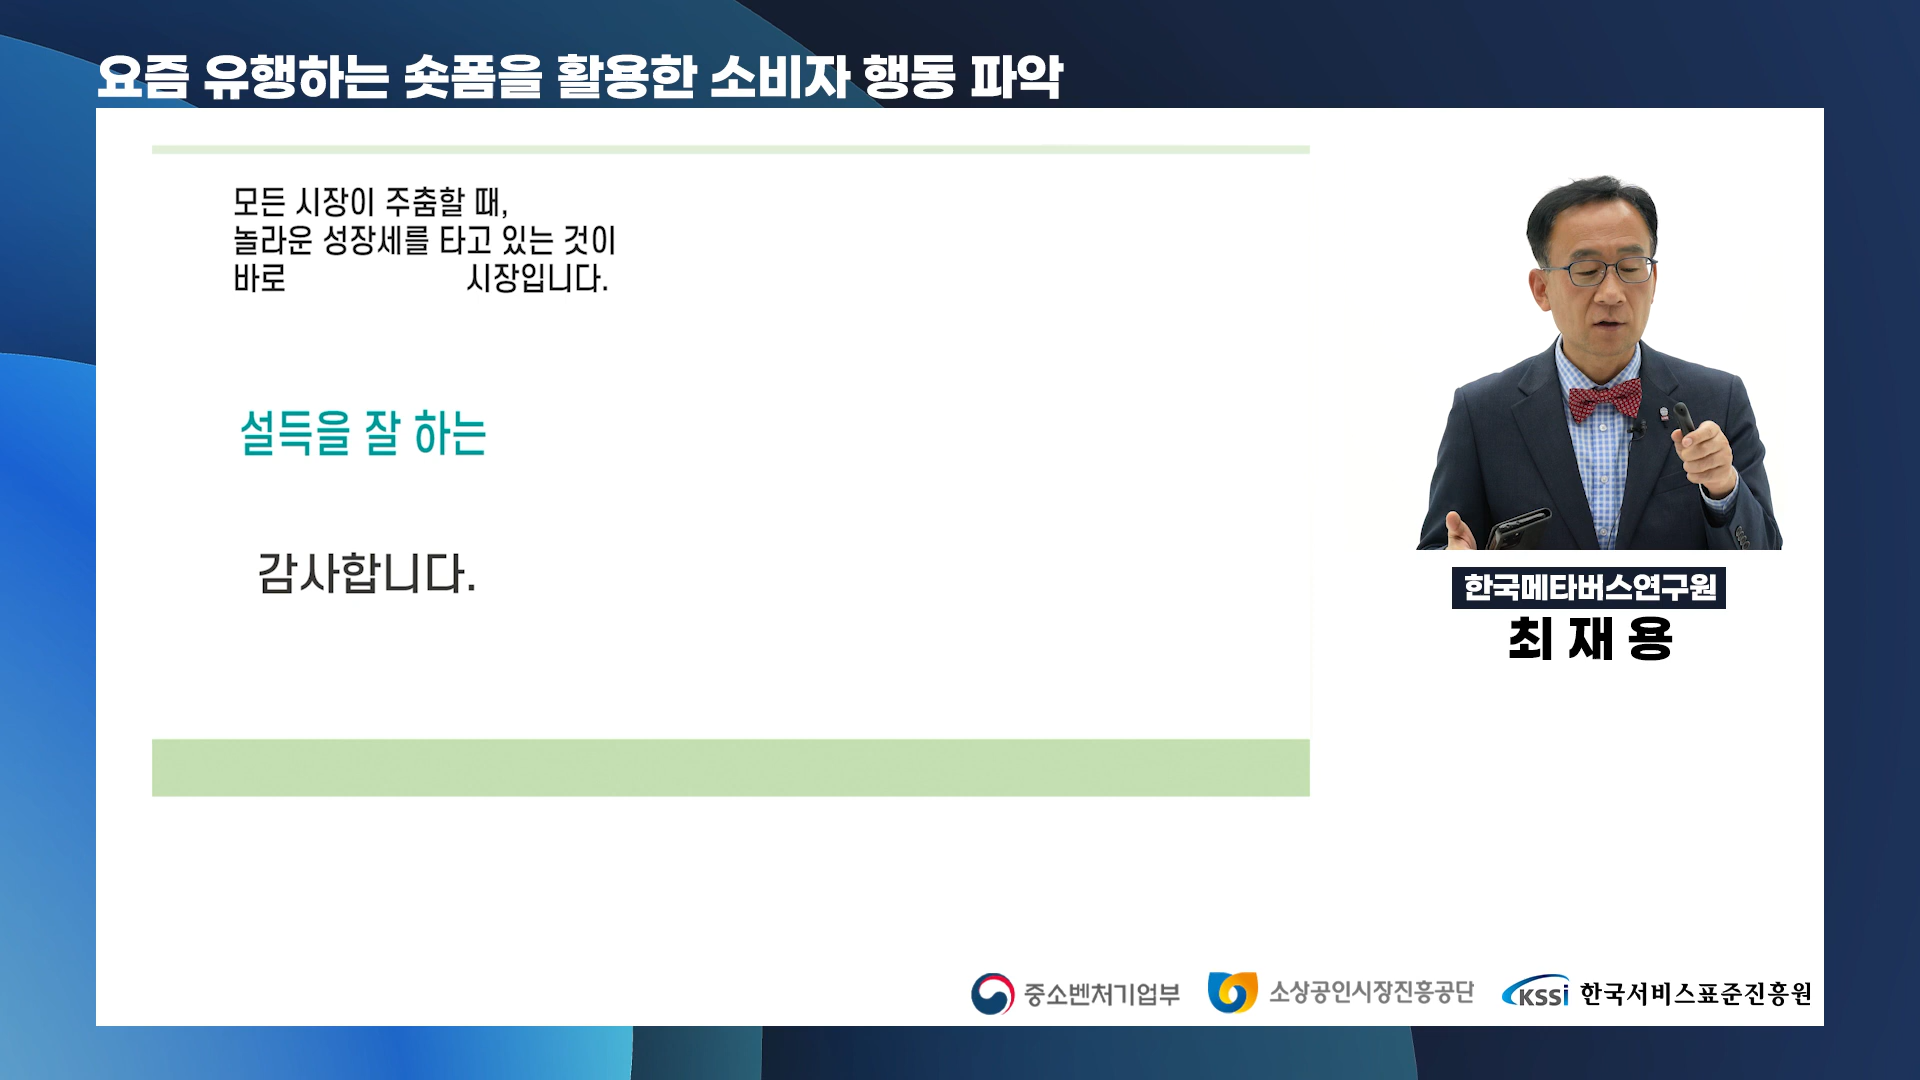 요즘 유행하는 숏폼을 활용한 소비자 행동 파악
모든 시장이 주춤할 때,
놀라운 성장세를 타고 있는 것이
바로 시장입니다.
설득을 잘 하는
감사합니다.
한국메타버스연구원
최재용
중소벤처기업부
소상공인시장진흥공단
KSSi 한국서비스표준진흥원